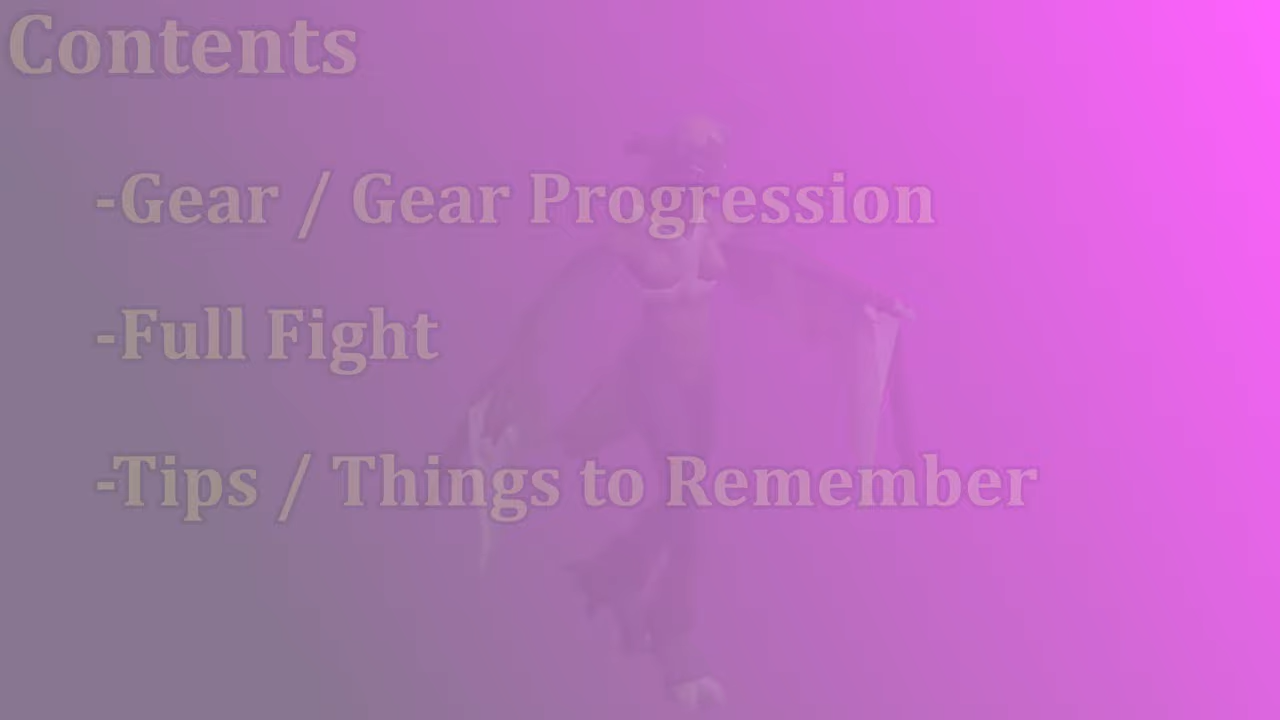 Contents
-Gear / Gear Progression
-Full Fight
-Tips / Things to Remember